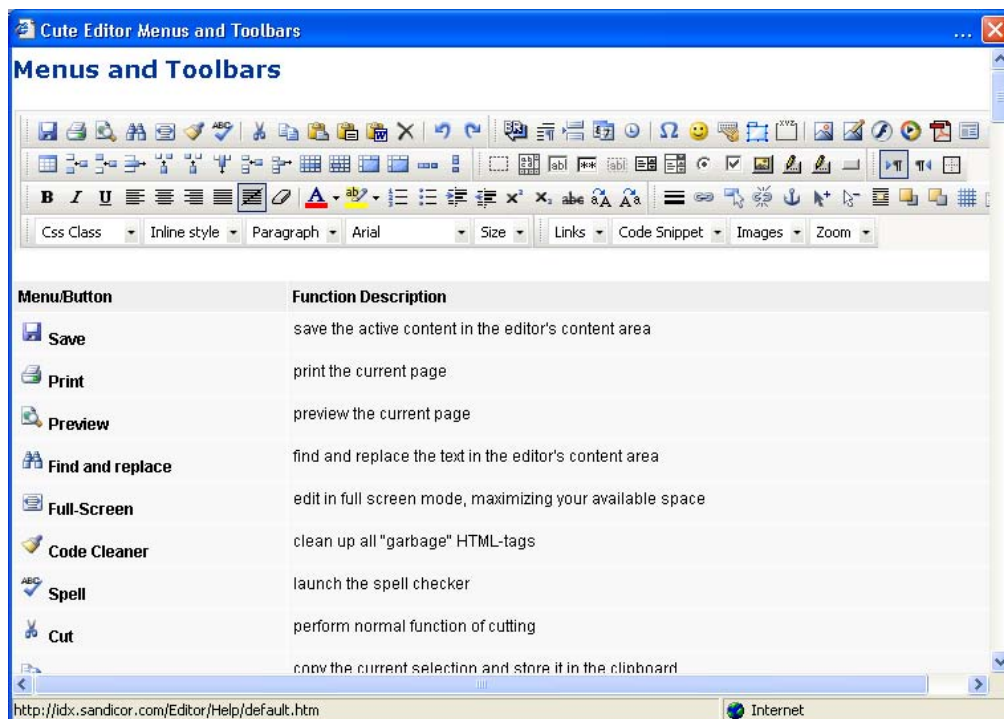 Cute Editor Menus and Toolbars ...
Menus and Toolbars
B I U A ab x² x₂ abc
Css Class Inline style Paragraph Arial Size Links Code Snippet Images Zoom
Menu/Button Function Description
Save save the active content in the editor's content area
Print print the current page
Preview preview the current page
Find and replace find and replace the text in the editor's content area
Full-Screen edit in full screen mode, maximizing your available space
Code Cleaner clean up all "garbage" HTML-tags
ABC Spell launch the spell checker
Cut perform normal function of cutting
copy the current selection and store it in the clipboard
http://idx.sandicor.com/Editor/Help/default.htm Internet